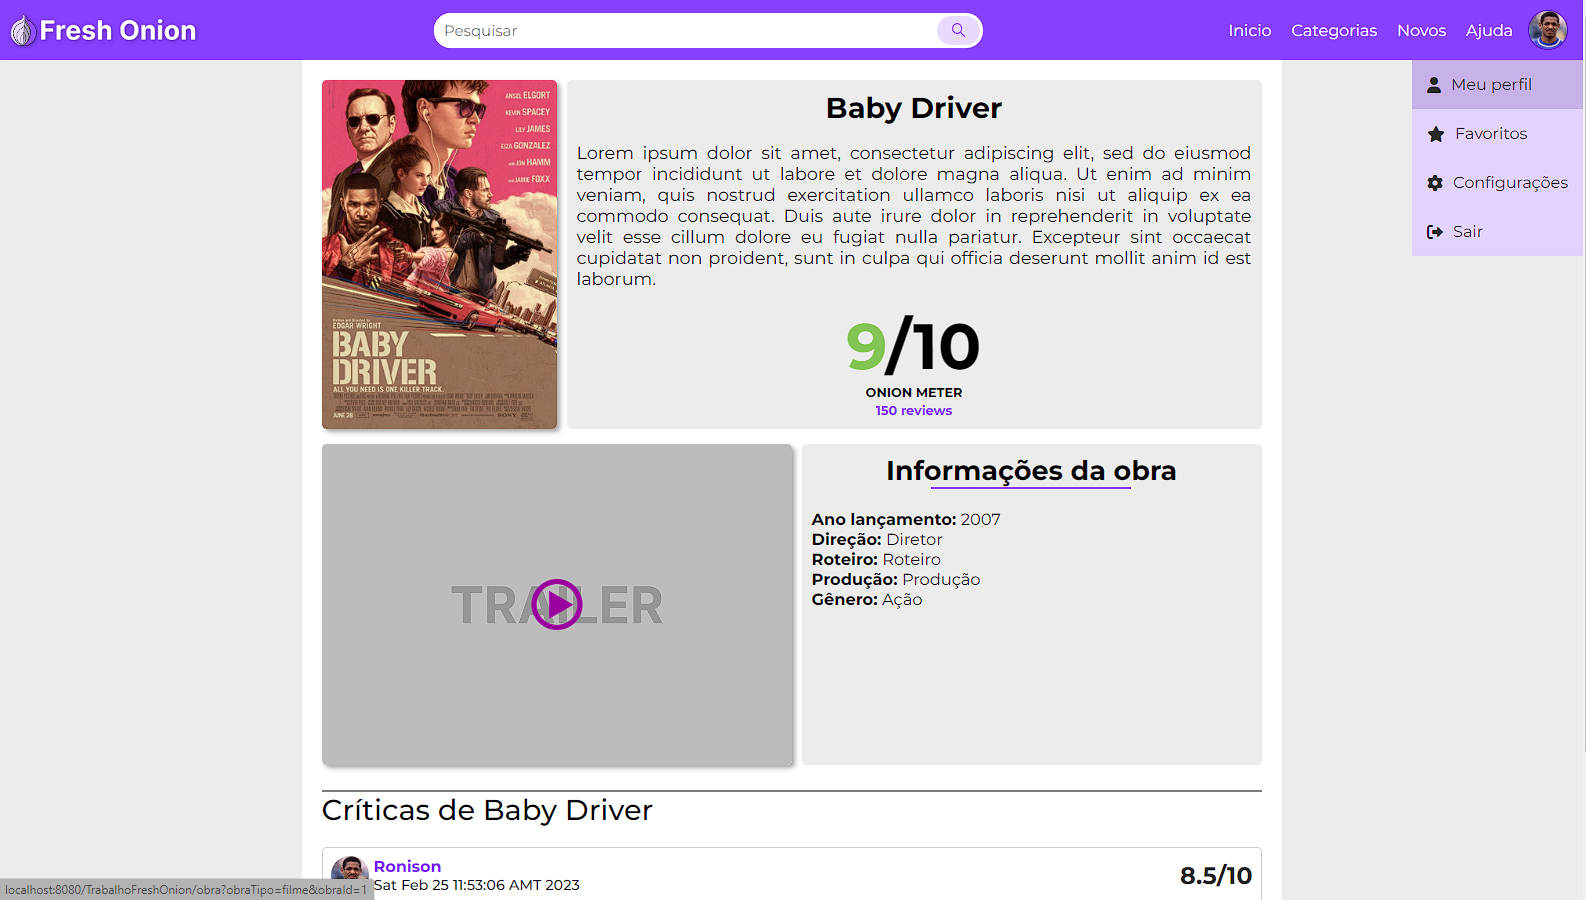 Fresh Onion
Pesquisar
Inicio Categorias Novos Ajuda
Meu perfil
Favoritos
Configurações
Sair
ANSEL ELGORT
KEVIN SPACEY
LILY JAMES
EIZA GONZALEZ
WITH JON HAMM
AND JAMIE FOXX
Written and Directed by
EDGAR WRIGHT
BABY
DRIVER
ALL YOU NEED IS ONE KILLER TRACK.
JUNE 28
SONY
Baby Driver
Lorem ipsum dolor sit amet, consectetur adipiscing elit, sed do eiusmod
tempor incididunt ut labore et dolore magna aliqua. Ut enim ad minim
veniam, quis nostrud exercitation ullamco laboris nisi ut aliquip ex ea
commodo consequat. Duis aute irure dolor in reprehenderit in voluptate
velit esse cillum dolore eu fugiat nulla pariatur. Excepteur sint occaecat
cupidatat non proident, sunt in culpa qui officia deserunt mollit anim id est
laborum.
9/10
ONION METER
150 reviews
TRAILER
Informações da obra
Ano lançamento: 2007
Direção: Diretor
Roteiro: Roteiro
Produção: Produção
Gênero: Ação
Críticas de Baby Driver
Ronison
Sat Feb 25 11:53:06 AMT 2023
8.5/10
localhost:8080/TrabalhoFreshOnion/obra?obraTipo=filme&obraId=1